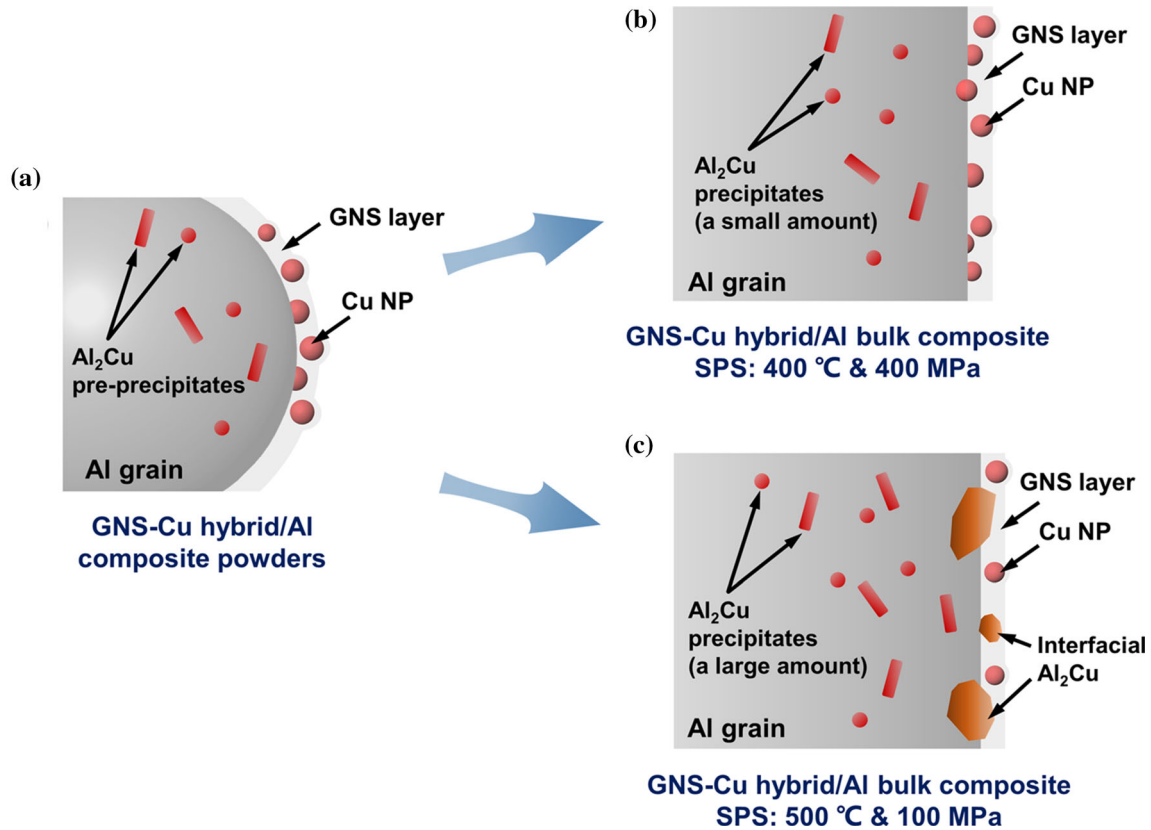 (a)
GNS layer
Cu NP
Al₂Cu
pre-precipitates
Al grain
GNS-Cu hybrid/Al
composite powders
(b)
GNS layer
Cu NP
Al₂Cu
precipitates
(a small amount)
Al grain
GNS-Cu hybrid/Al bulk composite
SPS: 400 ℃ & 400 MPa
(c)
GNS layer
Cu NP
Al₂Cu
precipitates
(a large amount)
Interfacial
Al₂Cu
Al grain
GNS-Cu hybrid/Al bulk composite
SPS: 500 ℃ & 100 MPa